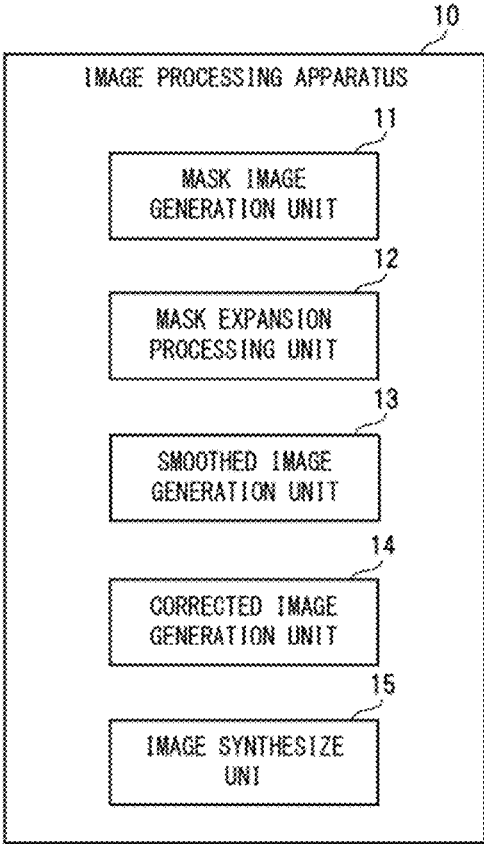 10
IMAGE PROCESSING APPARATUS
11
MASK IMAGE
GENERATION UNIT
12
MASK EXPANSION
PROCESSING UNIT
13
SMOOTHED IMAGE
GENERATION UNIT
14
CORRECTED IMAGE
GENERATION UNIT
15
IMAGE SYNTHESIZE
UNI